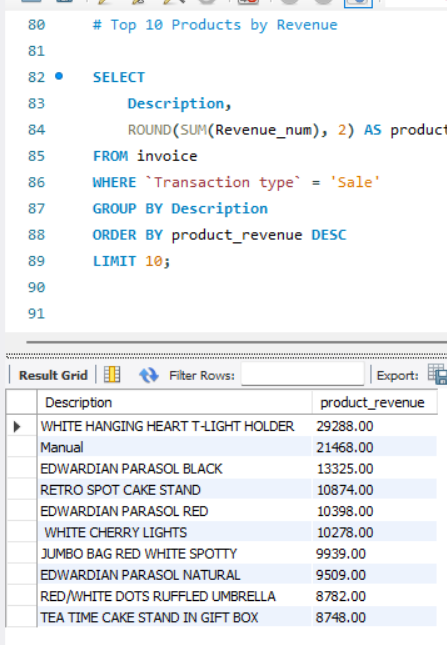 80 # Top 10 Products by Revenue
81
82 SELECT
83 Description,
84 ROUND(SUM(Revenue_num), 2) AS product
85 FROM invoice
86 WHERE `Transaction type` = 'Sale'
87 GROUP BY Description
88 ORDER BY product_revenue DESC
89 LIMIT 10;
90
91
Result Grid Filter Rows: Export:
Description product_revenue
WHITE HANGING HEART T-LIGHT HOLDER 29288.00
Manual 21468.00
EDWARDIAN PARASOL BLACK 13325.00
RETRO SPOT CAKE STAND 10874.00
EDWARDIAN PARASOL RED 10398.00
WHITE CHERRY LIGHTS 10278.00
JUMBO BAG RED WHITE SPOTTY 9939.00
EDWARDIAN PARASOL NATURAL 9509.00
RED/WHITE DOTS RUFFLED UMBRELLA 8782.00
TEA TIME CAKE STAND IN GIFT BOX 8748.00